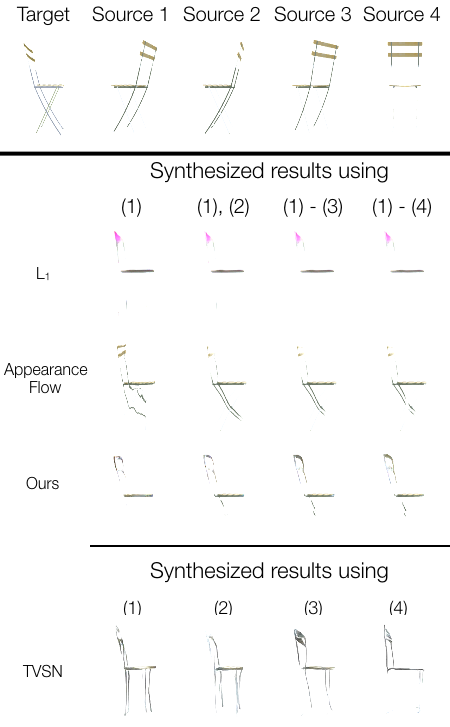 Target Source 1 Source 2 Source 3 Source 4
Synthesized results using
(1) (1), (2) (1) - (3) (1) - (4)
L₁
Appearance
Flow
Ours
Synthesized results using
(1) (2) (3) (4)
TVSN